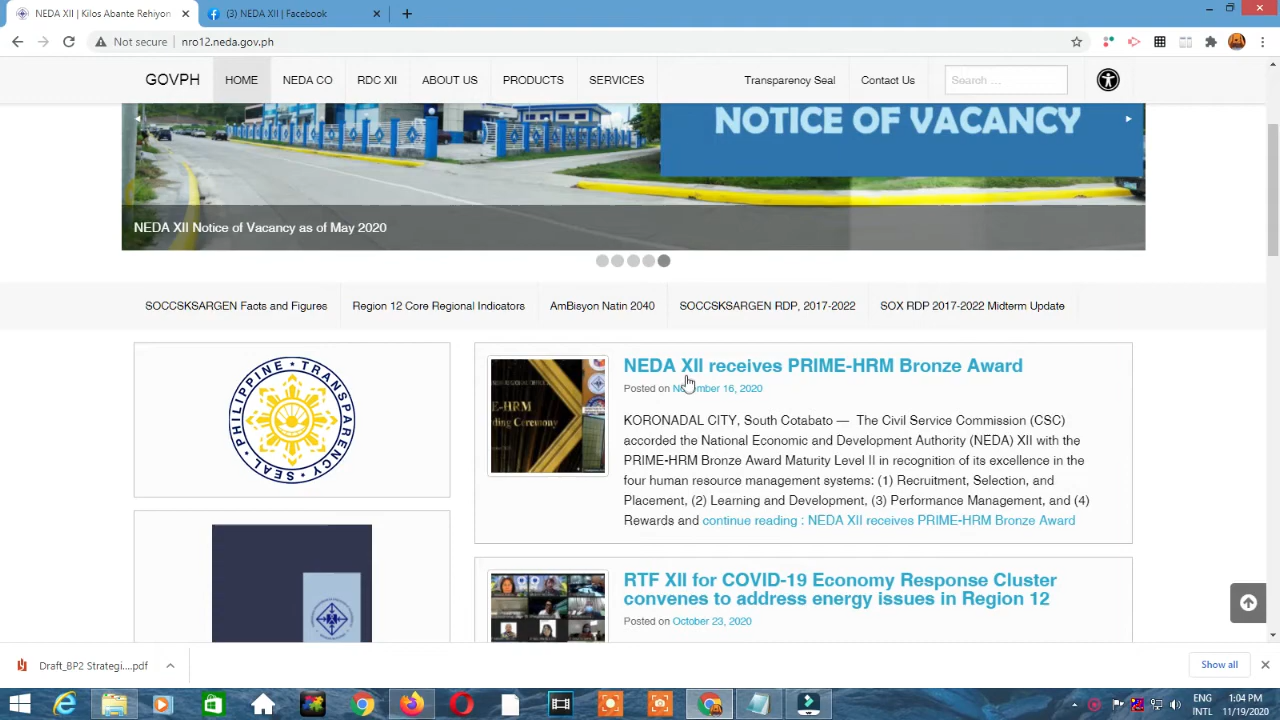 NEDA XII | Kilos Abante Rehiyon
(3) NEDA XII | Facebook
Not secure | nro12.neda.gov.ph
GOVPH HOME NEDA CO RDC XII ABOUT US PRODUCTS SERVICES Transparency Seal Contact Us Search …
NOTICE OF VACANCY
NEDA XII Notice of Vacancy as of May 2020
SOCCSKSARGEN Facts and Figures Region 12 Core Regional Indicators AmBisyon Natin 2040 SOCCSKSARGEN RDP, 2017-2022 SOX RDP 2017-2022 Midterm Update
PHILIPPINE TRANSPARENCY SEAL
NEDA XII receives PRIME-HRM Bronze Award
Posted on November 16, 2020
KORONADAL CITY, South Cotabato — The Civil Service Commission (CSC)
accorded the National Economic and Development Authority (NEDA) XII with the
PRIME-HRM Bronze Award Maturity Level II in recognition of its excellence in the
four human resource management systems: (1) Recruitment, Selection, and
Placement, (2) Learning and Development, (3) Performance Management, and (4)
Rewards and continue reading : NEDA XII receives PRIME-HRM Bronze Award
E-HRM
ding Ceremony
RTF XII for COVID-19 Economy Response Cluster
convenes to address energy issues in Region 12
Posted on October 23, 2020
Draft_BP2 Strategi....pdf
Show all
ENG
INTL
1:04 PM
11/19/2020